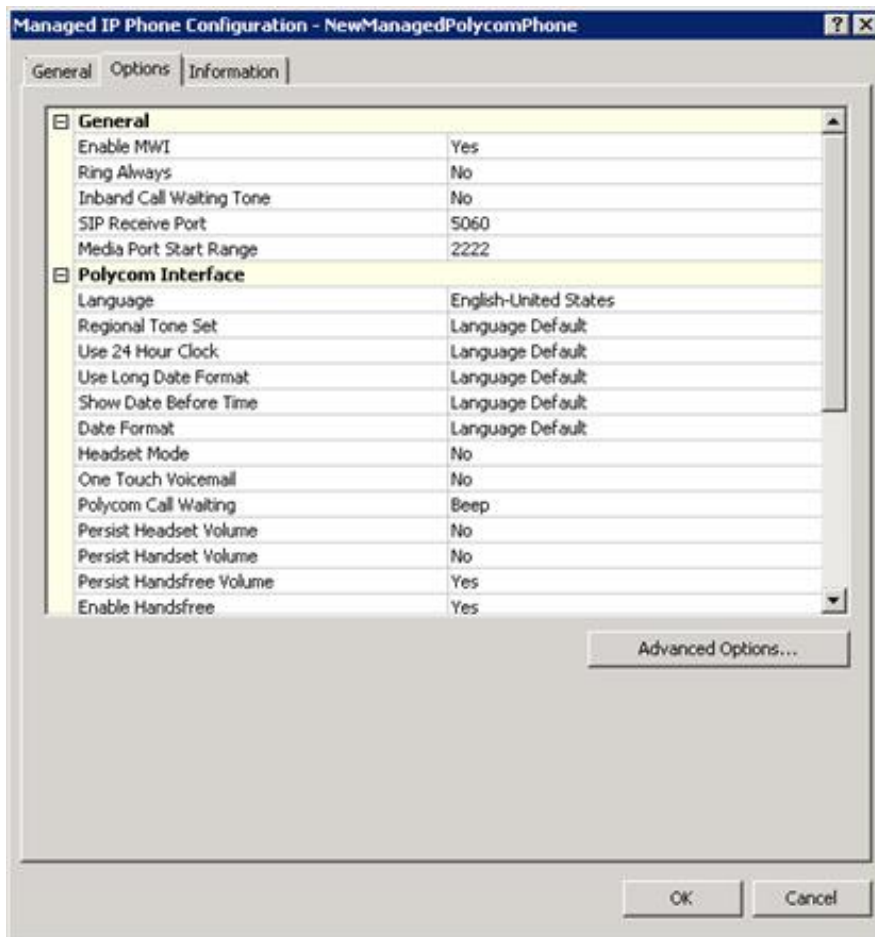 Managed IP Phone Configuration - NewManagedPolycomPhone
General Options Information
General
Enable MWI Yes
Ring Always No
Inband Call Waiting Tone No
SIP Receive Port 5060
Media Port Start Range 2222
Polycom Interface
Language English-United States
Regional Tone Set Language Default
Use 24 Hour Clock Language Default
Use Long Date Format Language Default
Show Date Before Time Language Default
Date Format Language Default
Headset Mode No
One Touch Voicemail No
Polycom Call Waiting Beep
Persist Headset Volume No
Persist Handset Volume No
Persist Handsfree Volume Yes
Enable Handsfree Yes
Advanced Options...
OK Cancel